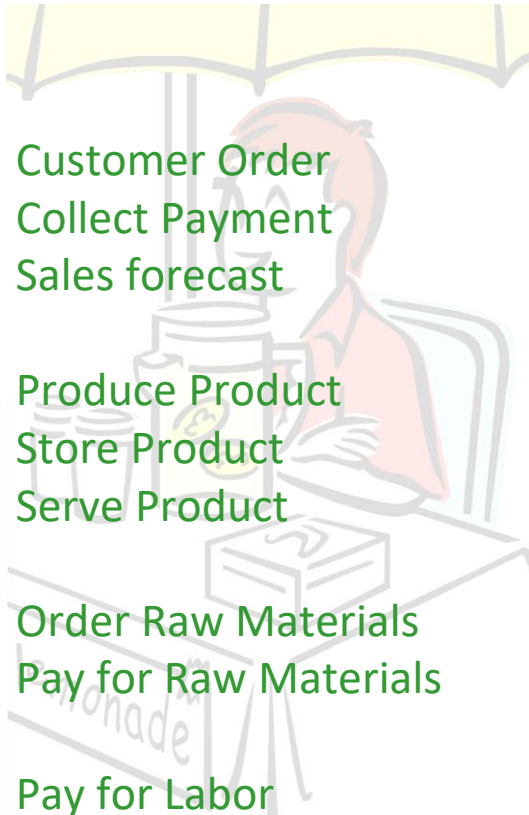 Customer Order
Collect Payment
Sales forecast
Produce Product
Store Product
Serve Product
Order Raw Materials
Pay for Raw Materials
Lemonade
Pay for Labor